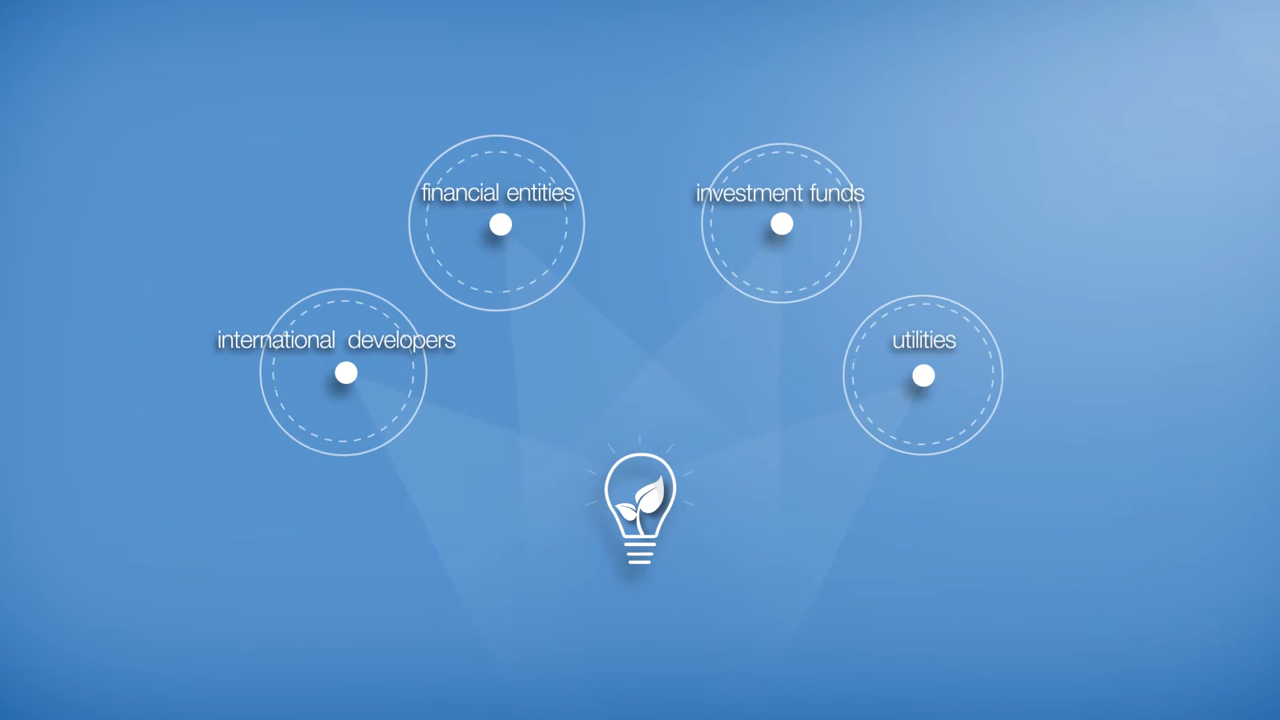 financial entities
investment funds
international developers
utilities